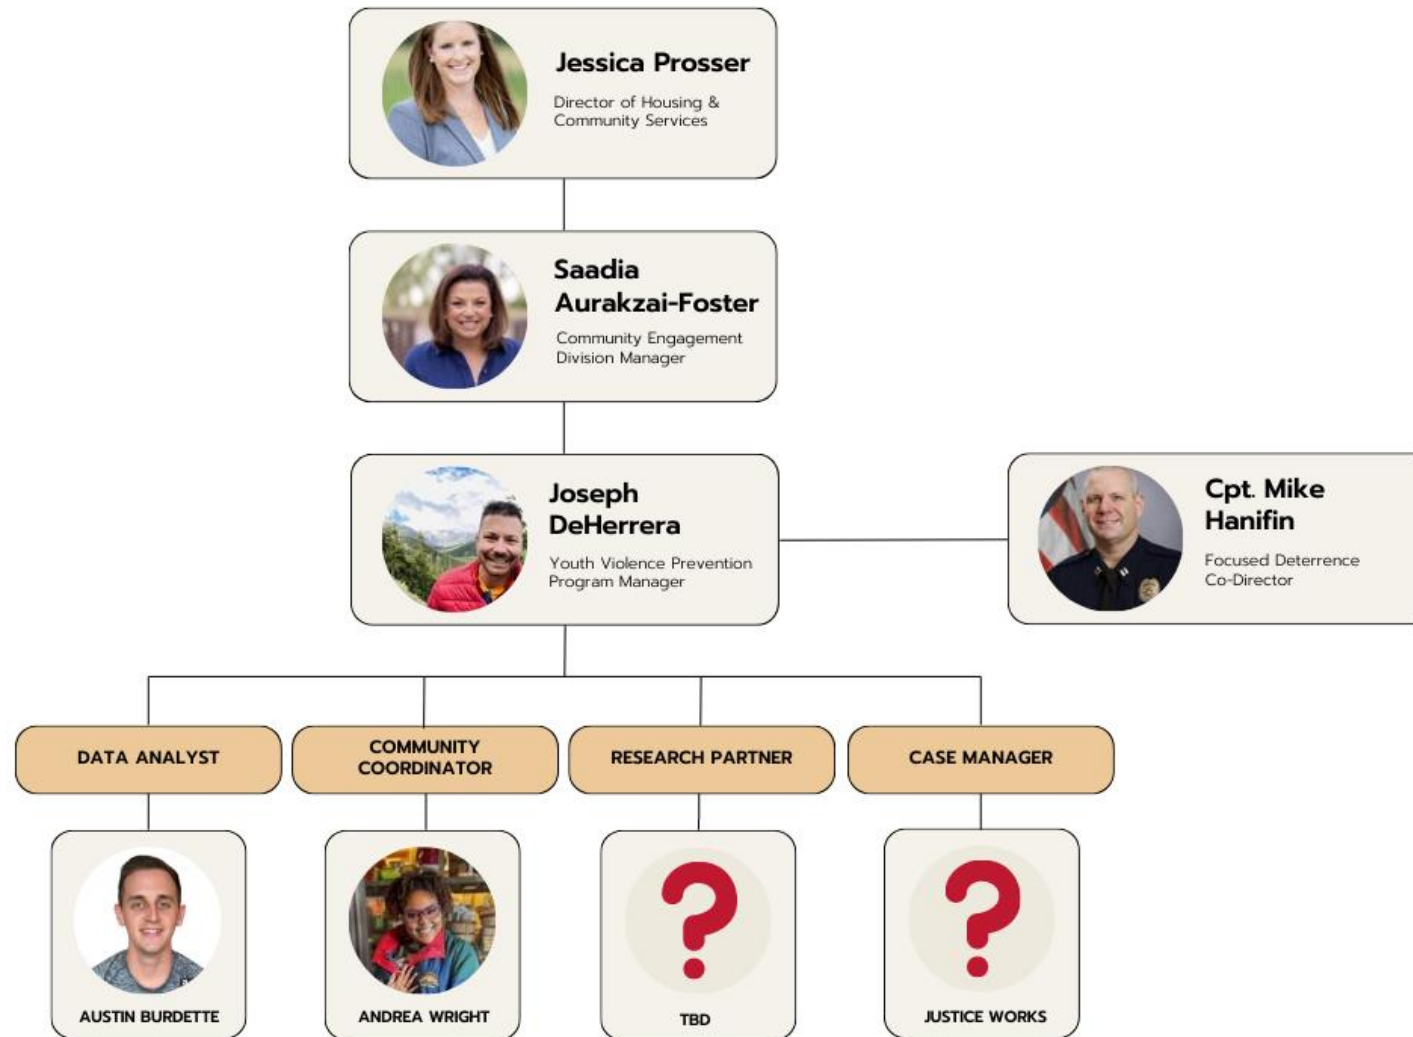 Jessica Prosser
Director of Housing &
Community Services
Saadia
Aurakzai-Foster
Community Engagement
Division Manager
Joseph
DeHerrera
Youth Violence Prevention
Program Manager
Cpt. Mike
Hanifin
Focused Deterrence
Co-Director
DATA ANALYST
COMMUNITY
COORDINATOR
RESEARCH PARTNER
CASE MANAGER
?
?
AUSTIN BURDETTE
ANDREA WRIGHT
TBD
JUSTICE WORKS